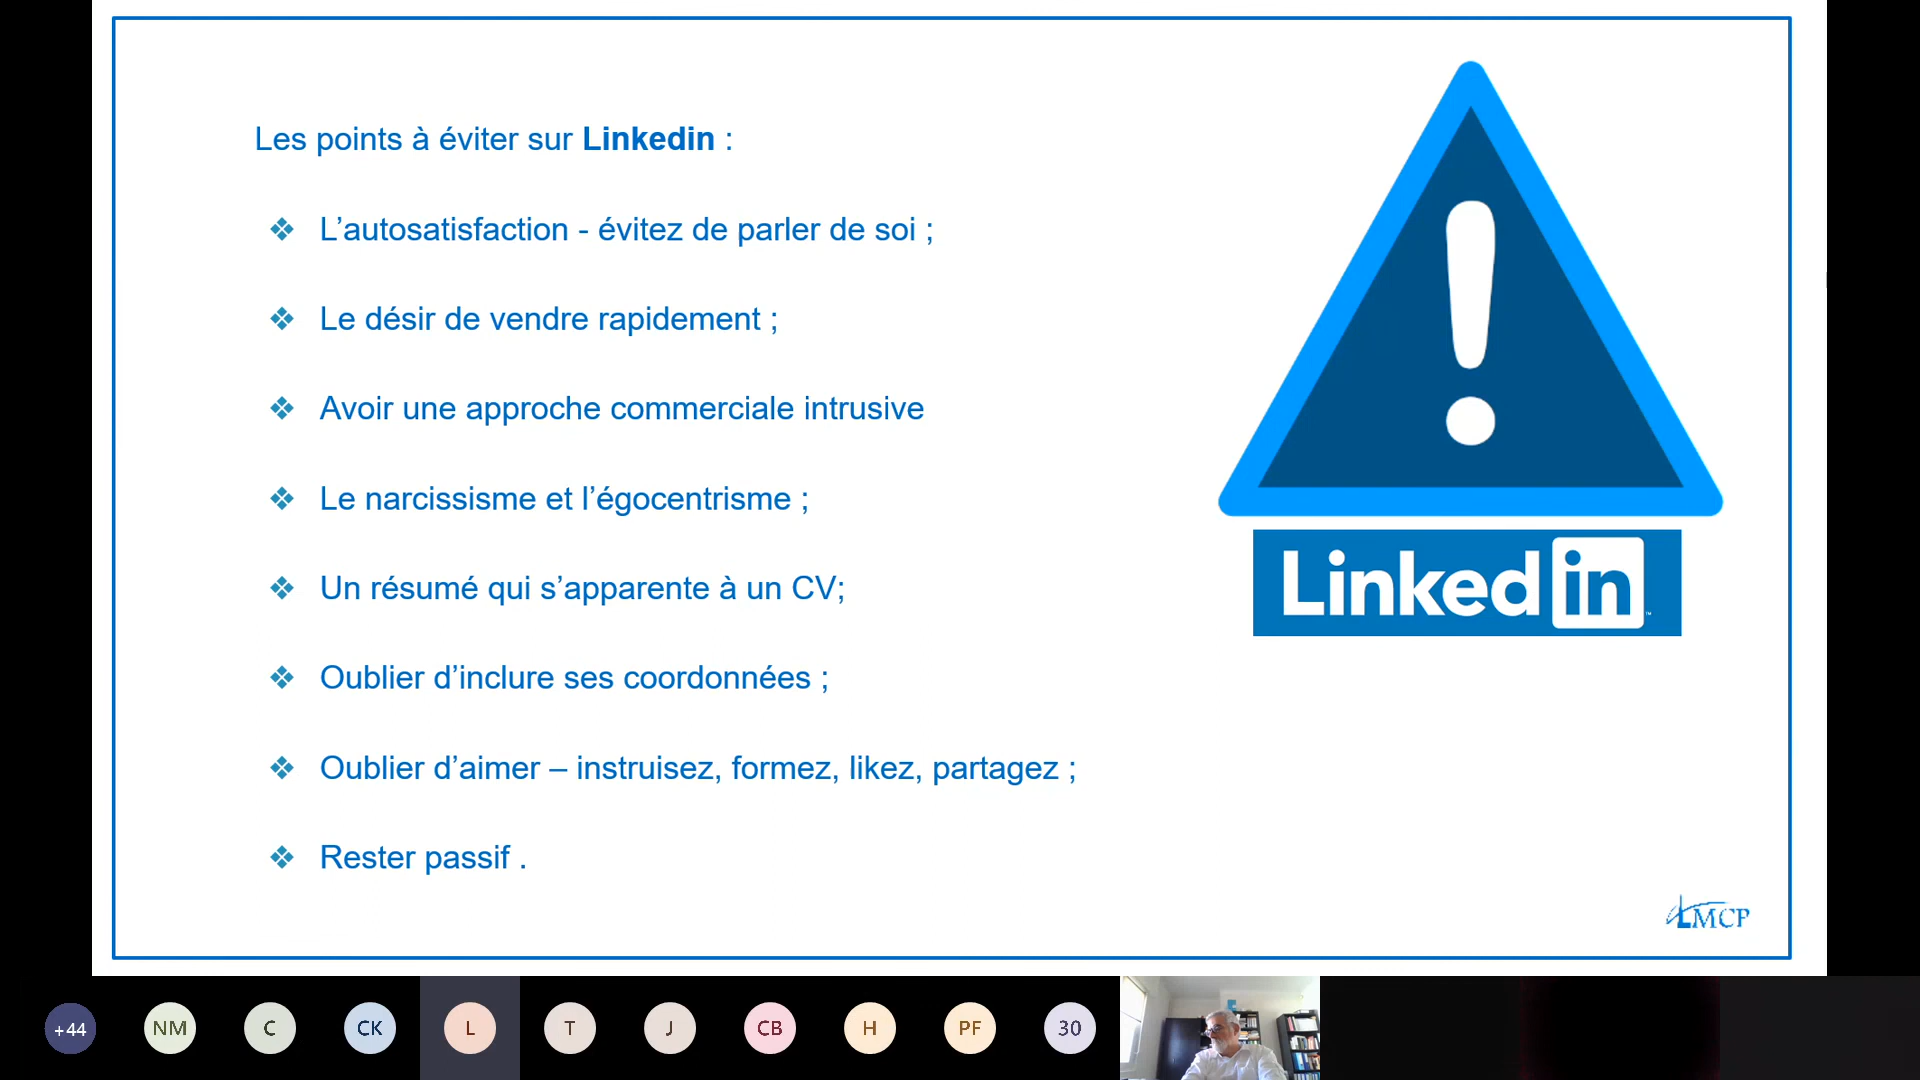 Les points à éviter sur Linkedin :
❖ L’autosatisfaction - évitez de parler de soi ;
❖ Le désir de vendre rapidement ;
❖ Avoir une approche commerciale intrusive
❖ Le narcissisme et l’égocentrisme ;
❖ Un résumé qui s’apparente à un CV;
❖ Oublier d’inclure ses coordonnées ;
❖ Oublier d’aimer – instruisez, formez, likez, partagez ;
❖ Rester passif .
!
Linkedin
LMCP
+44 NM C CK L T J CB H PF 30